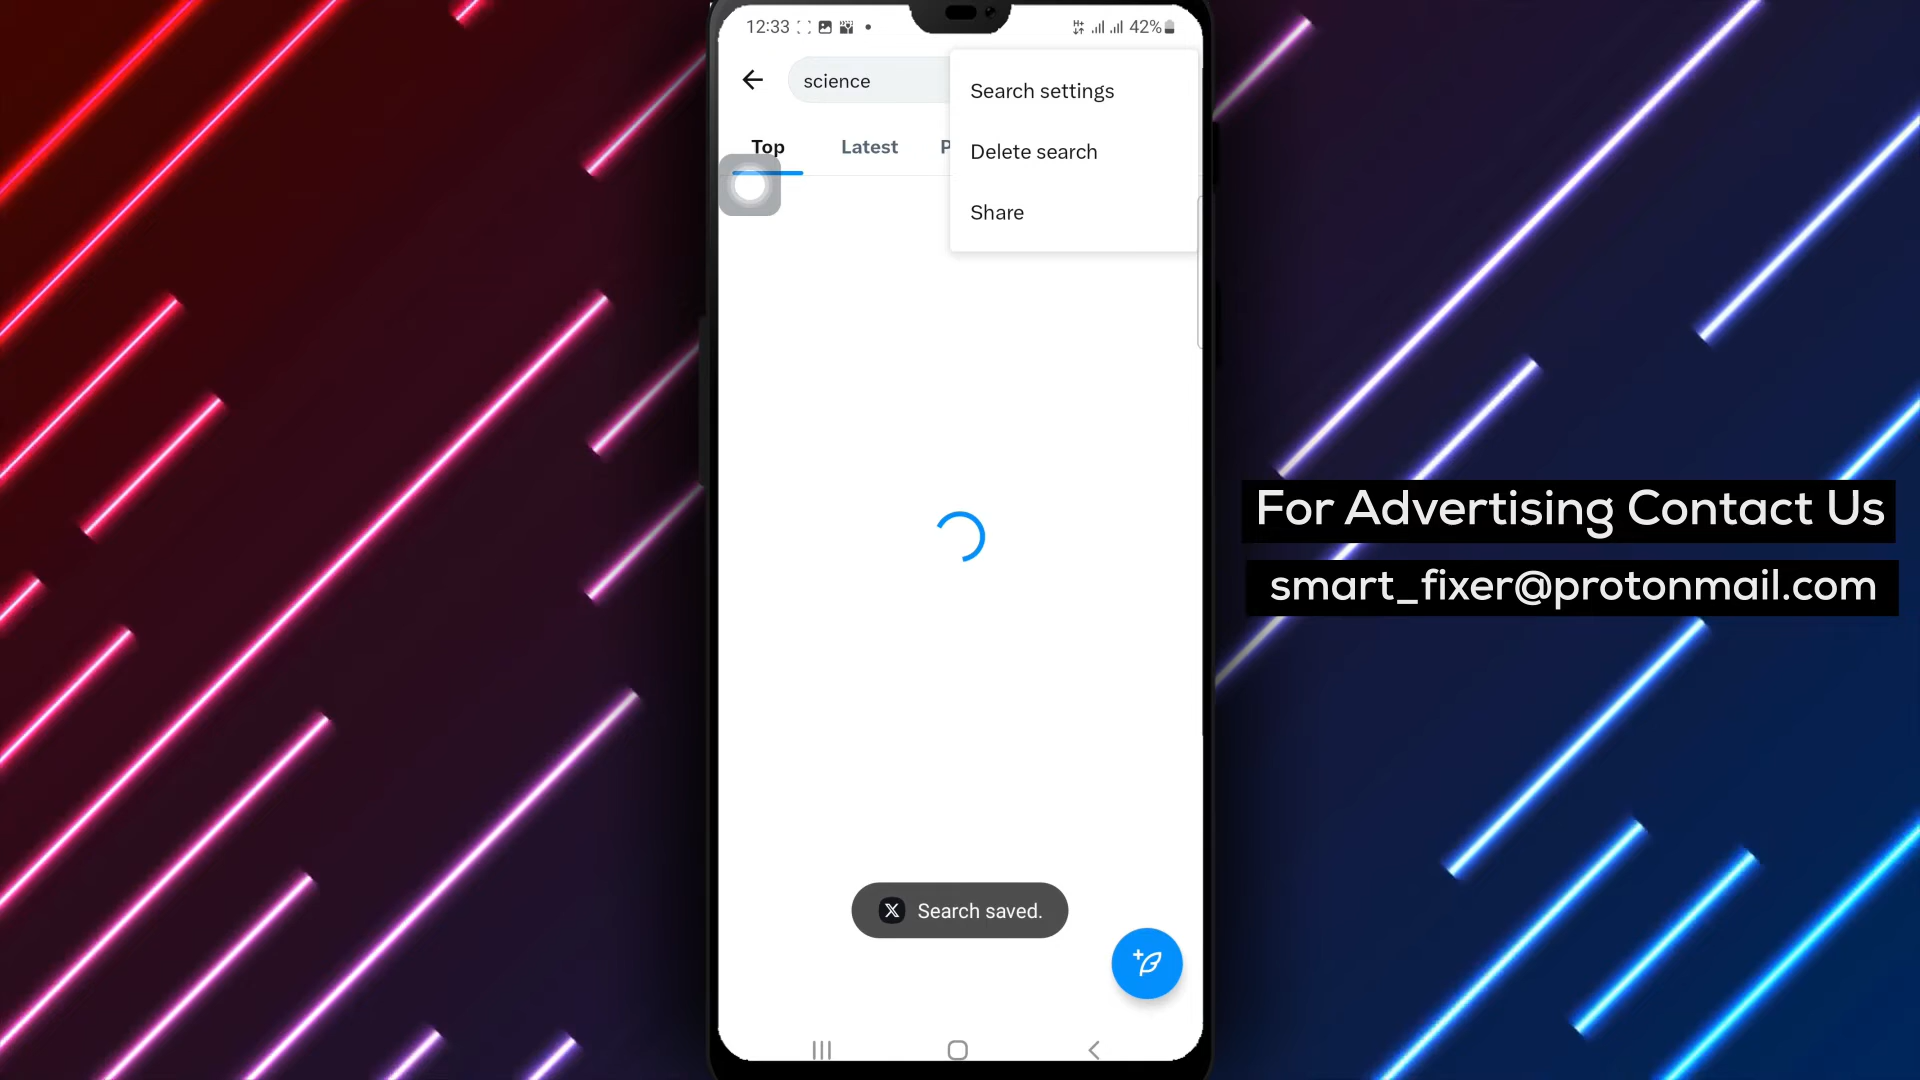 12:33
42%
science
Search settings
Top
Latest
P
Delete search
Share
For Advertising Contact Us
smart_fixer@protonmail.com
Search saved.